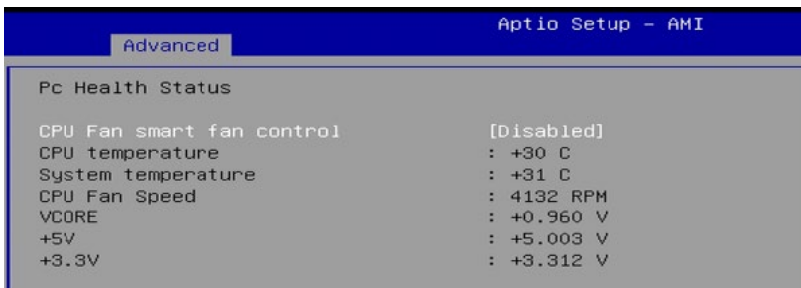 Aptio Setup - AMI
Advanced
Pc Health Status
CPU Fan smart fan control [Disabled]
CPU temperature : +30 C
System temperature : +31 C
CPU Fan Speed : 4132 RPM
VCORE : +0.960 V
+5V : +5.003 V
+3.3V : +3.312 V